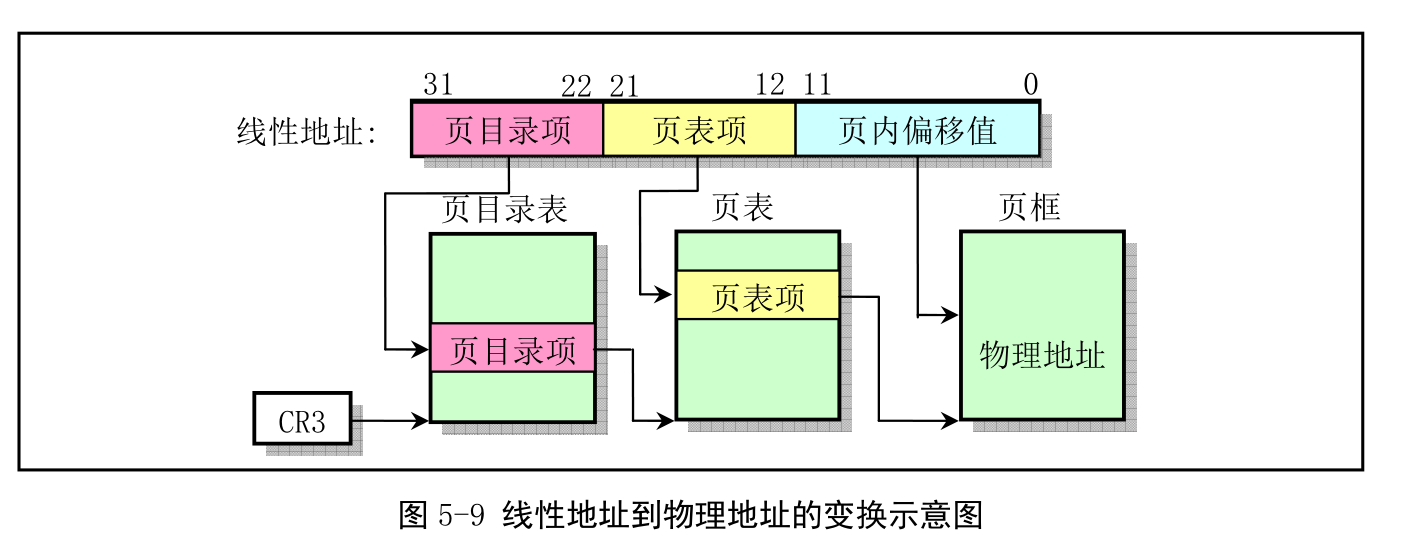 31 22 21 12 11 0
线性地址: 页目录项 页表项 页内偏移值
页目录表 页表 页框
页表项
页目录项 物理地址
CR3
图 5-9 线性地址到物理地址的变换示意图